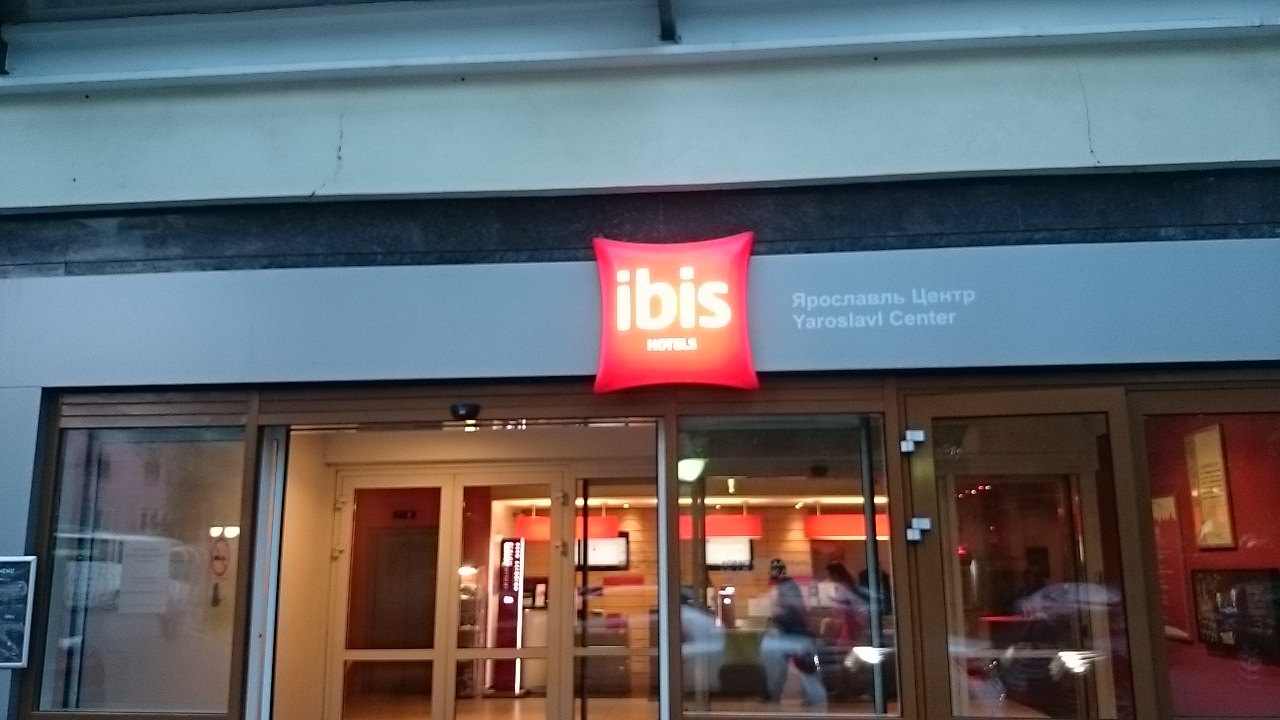 ibis
HOTELS
Ярославль Центр
Yaroslavl Center